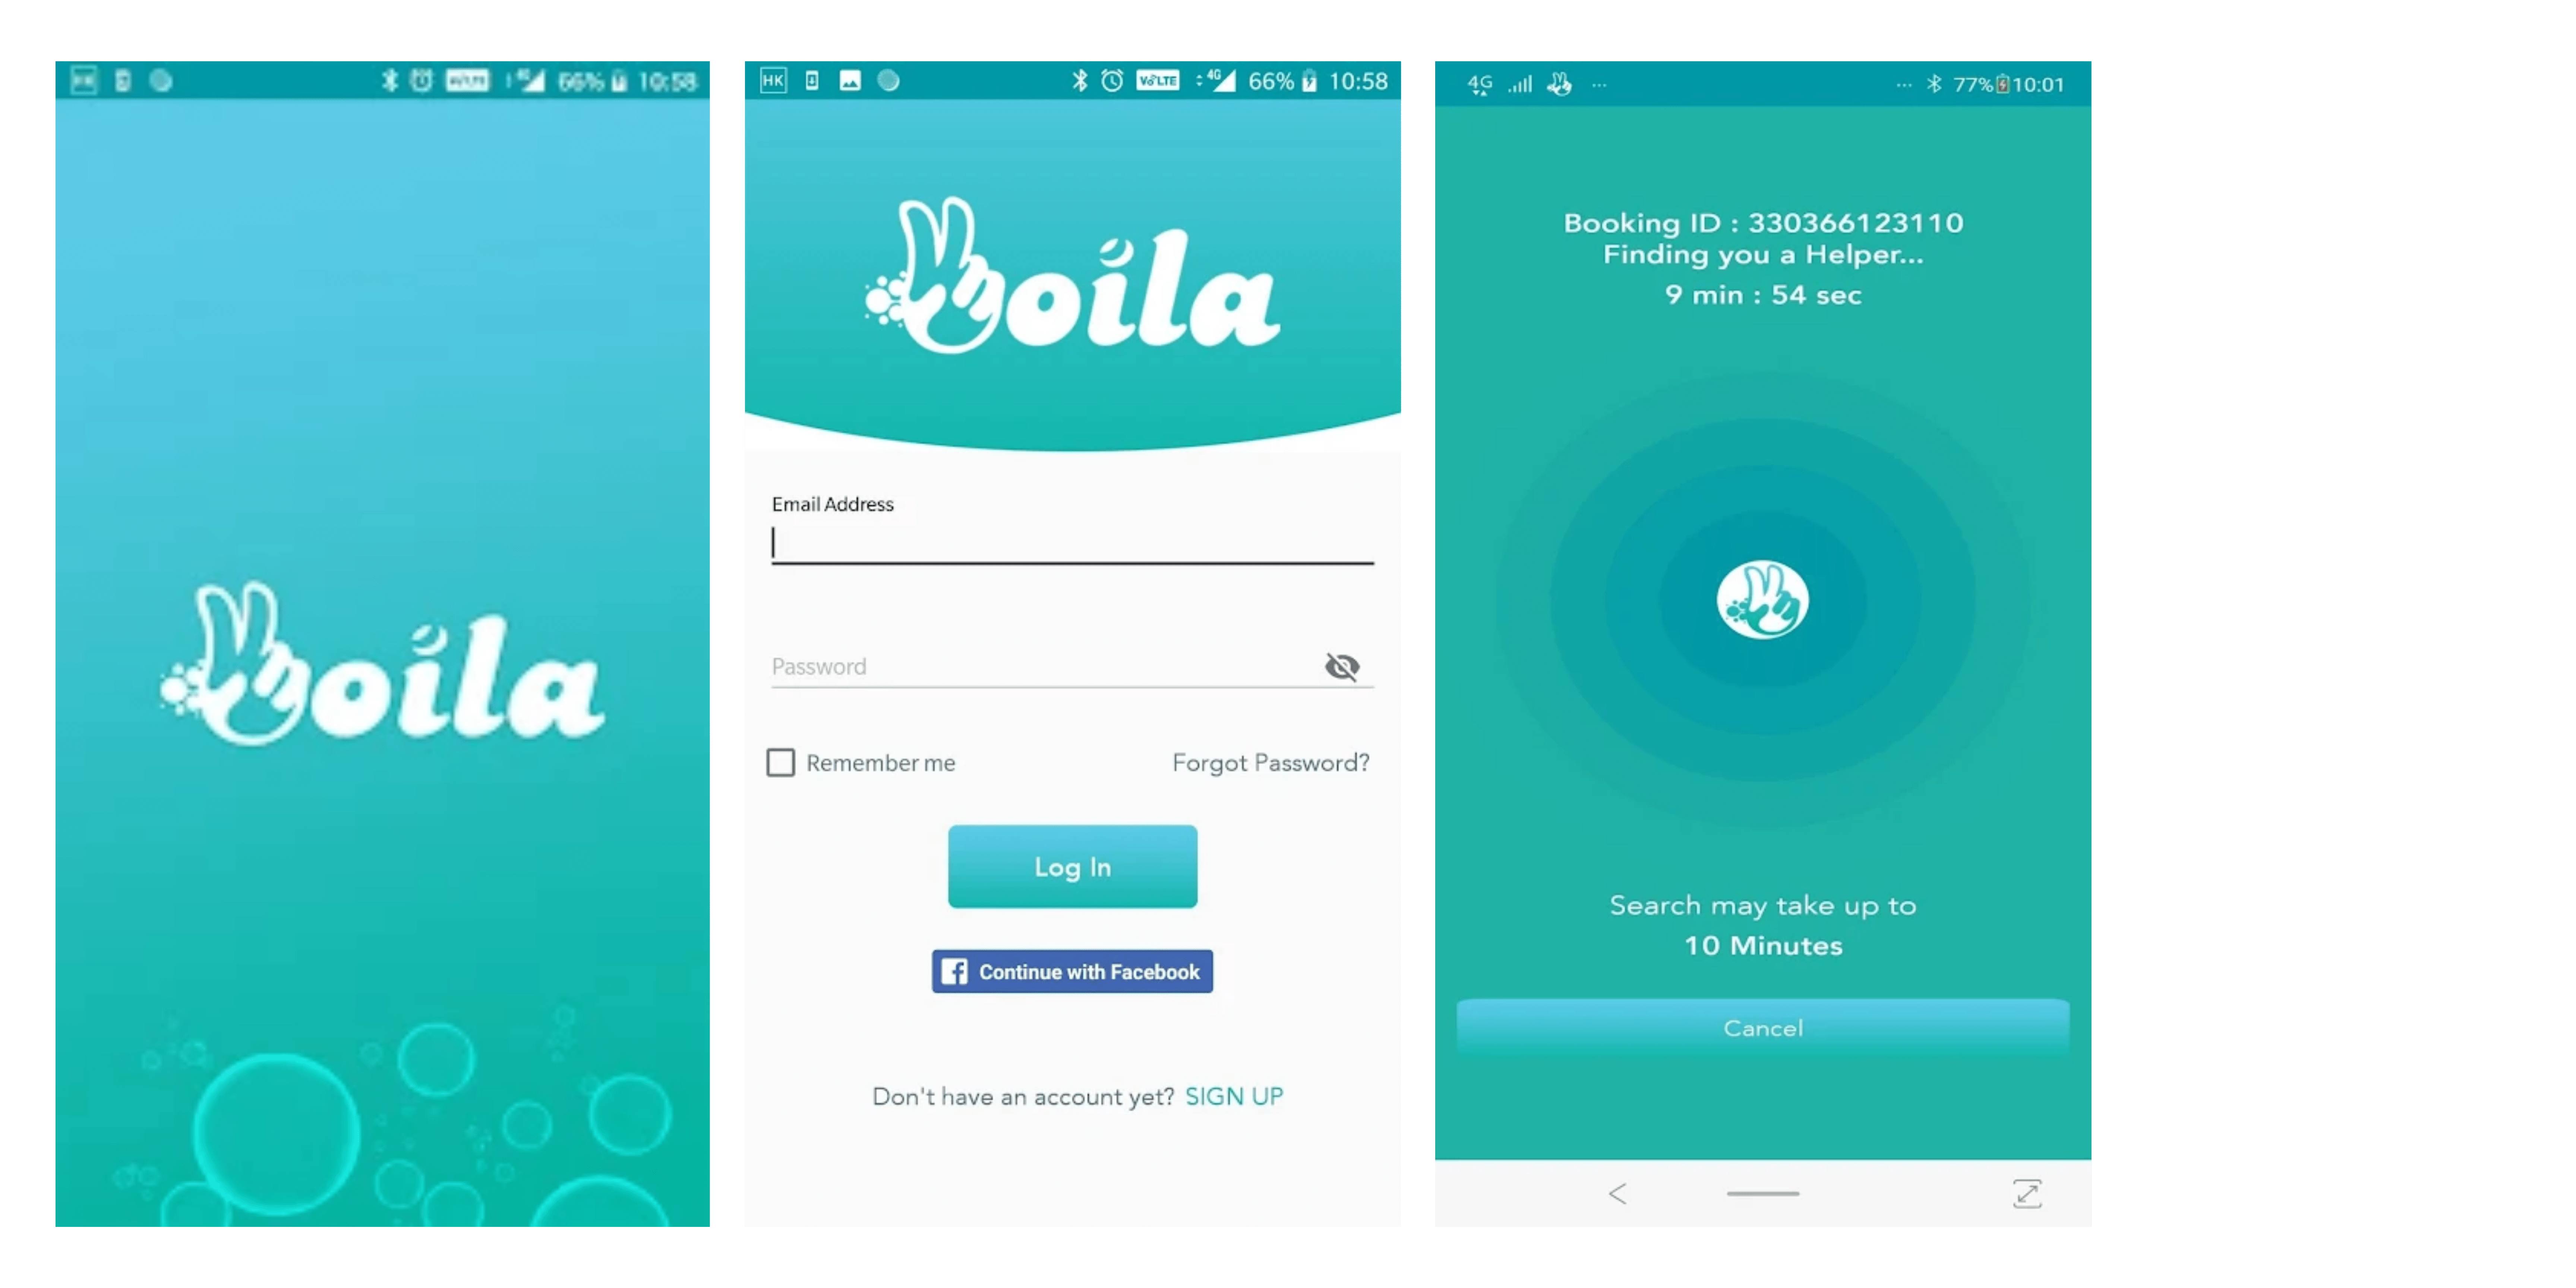 66% 10:58
Voila
HK VoLTE 4G 66% 10:58
Voila
Email Address
Password
Remember me Forgot Password?
Log In
Continue with Facebook
Don't have an account yet? SIGN UP
4G ... ... 77% 10:01
Booking ID : 330366123110
Finding you a Helper...
9 min : 54 sec
Search may take up to
10 Minutes
Cancel